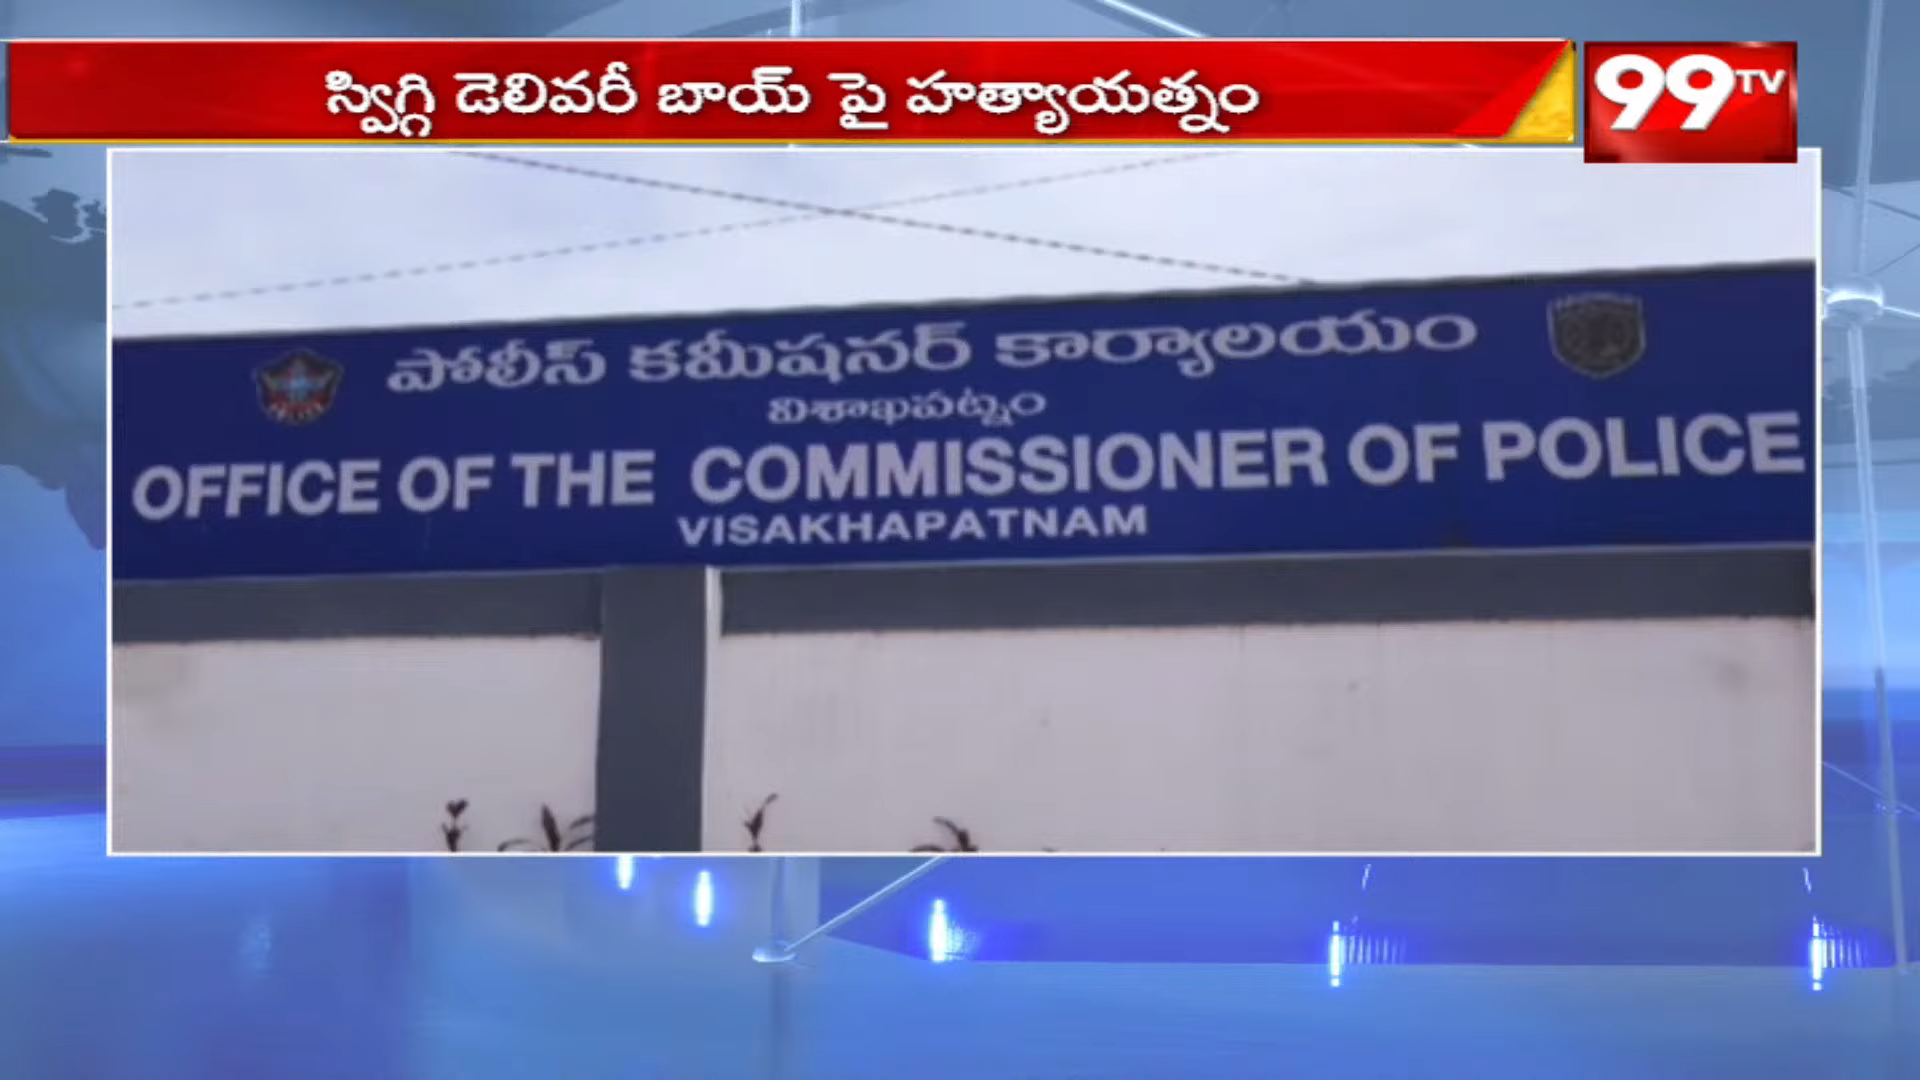 స్విగ్గి డెలివరీ బాయ్ పై హత్యాయత్నం
99TV
పోలీస్ కమీషనర్ కార్యాలయం
విశాఖపట్నం
OFFICE OF THE COMMISSIONER OF POLICE
VISAKHAPATNAM